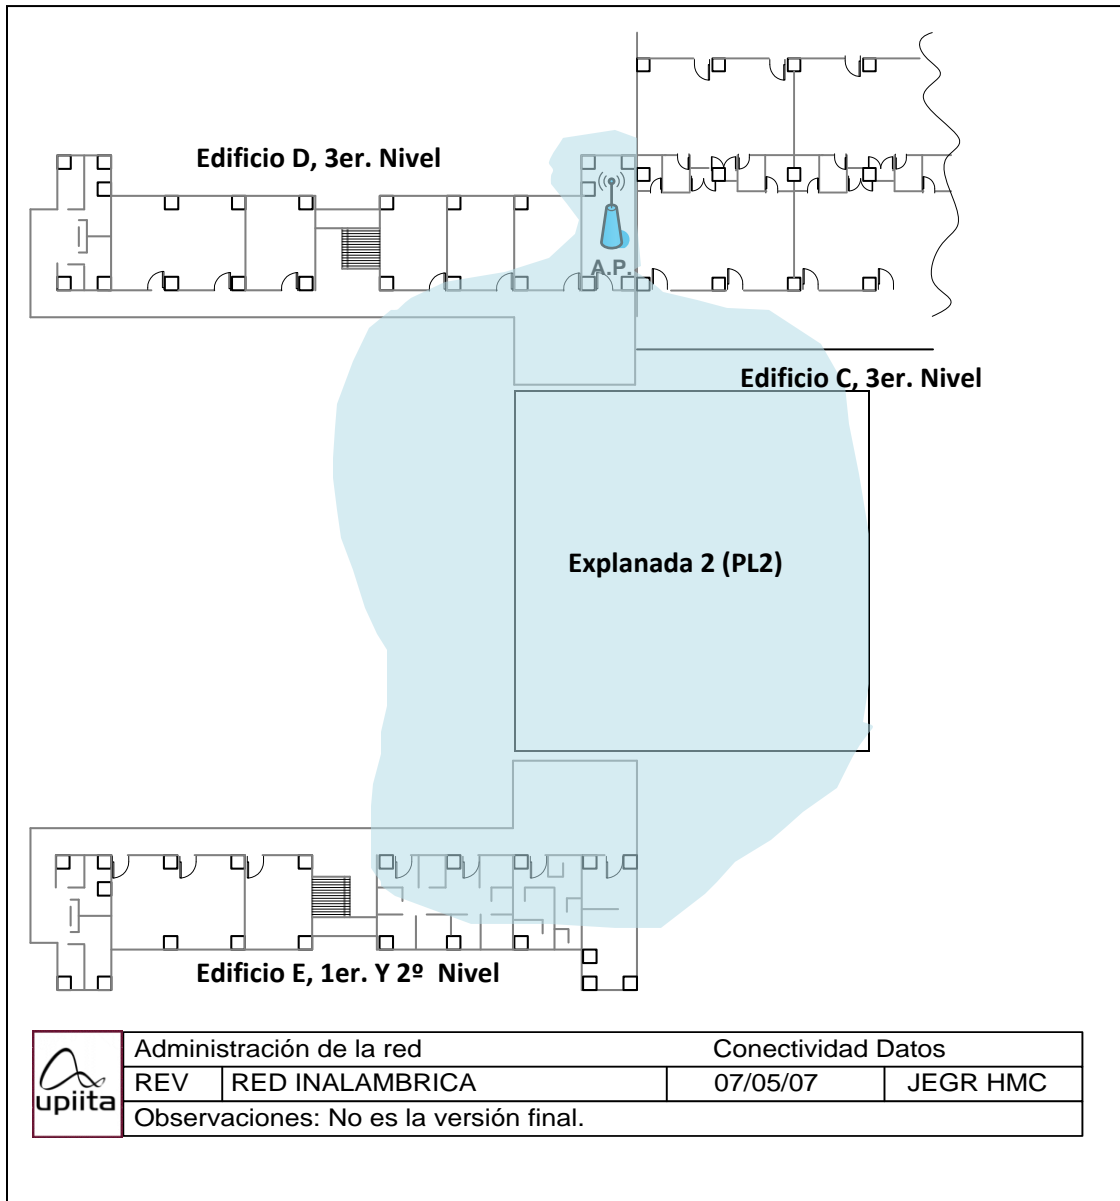 Edificio D, 3er. Nivel
A.P.
Edificio C, 3er. Nivel
Explanada 2 (PL2)
Edificio E, 1er. Y 2º Nivel
upiita
Administración de la red Conectividad Datos
REV RED INALAMBRICA 07/05/07 JEGR HMC
Observaciones: No es la versión final.